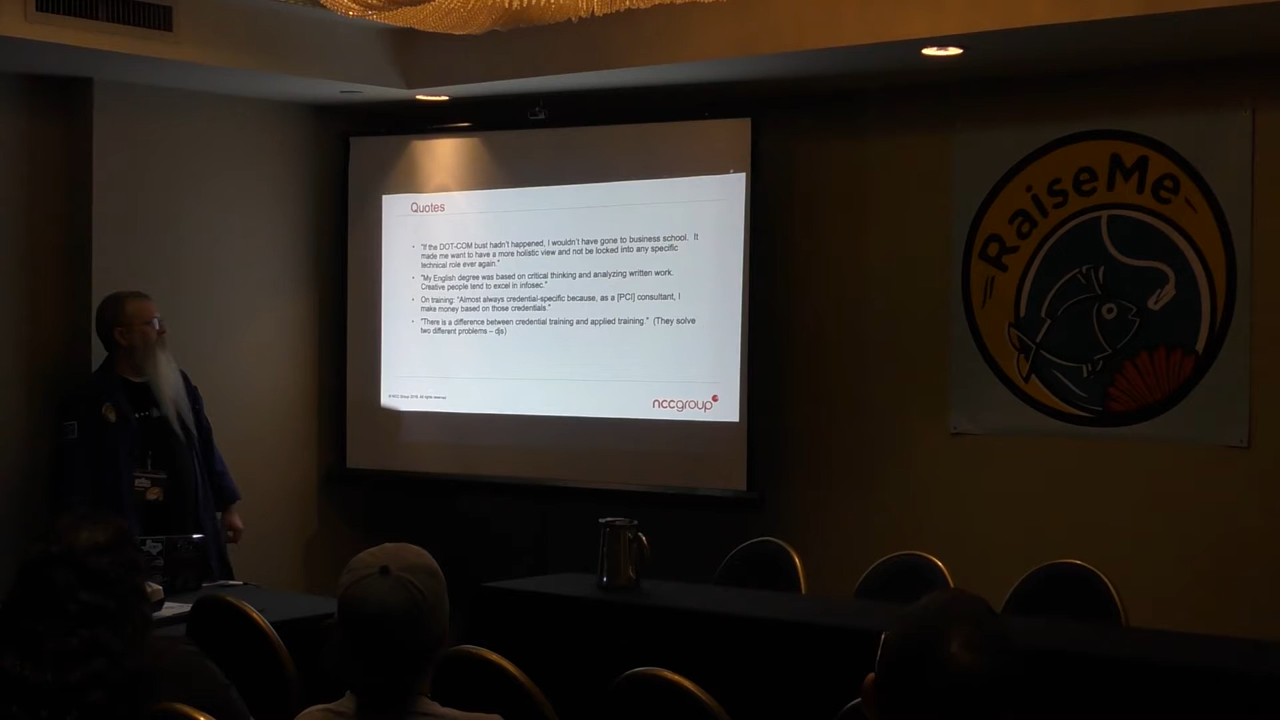 Quotes
• "If the DOT-COM bust hadn't happened, I wouldn't have gone to business school. It
made me want to have a more holistic view and not be locked into any specific
technical role ever again."
• "My English degree was based on critical thinking and analyzing written work.
Creative people tend to excel in infosec."
• On training: "Almost always credential-specific because, as a [PCI] consultant, I
make money based on those credentials."
• "There is a difference between credential training and applied training." (They solve
two different problems – djs)
nccgroup
RaiseMe